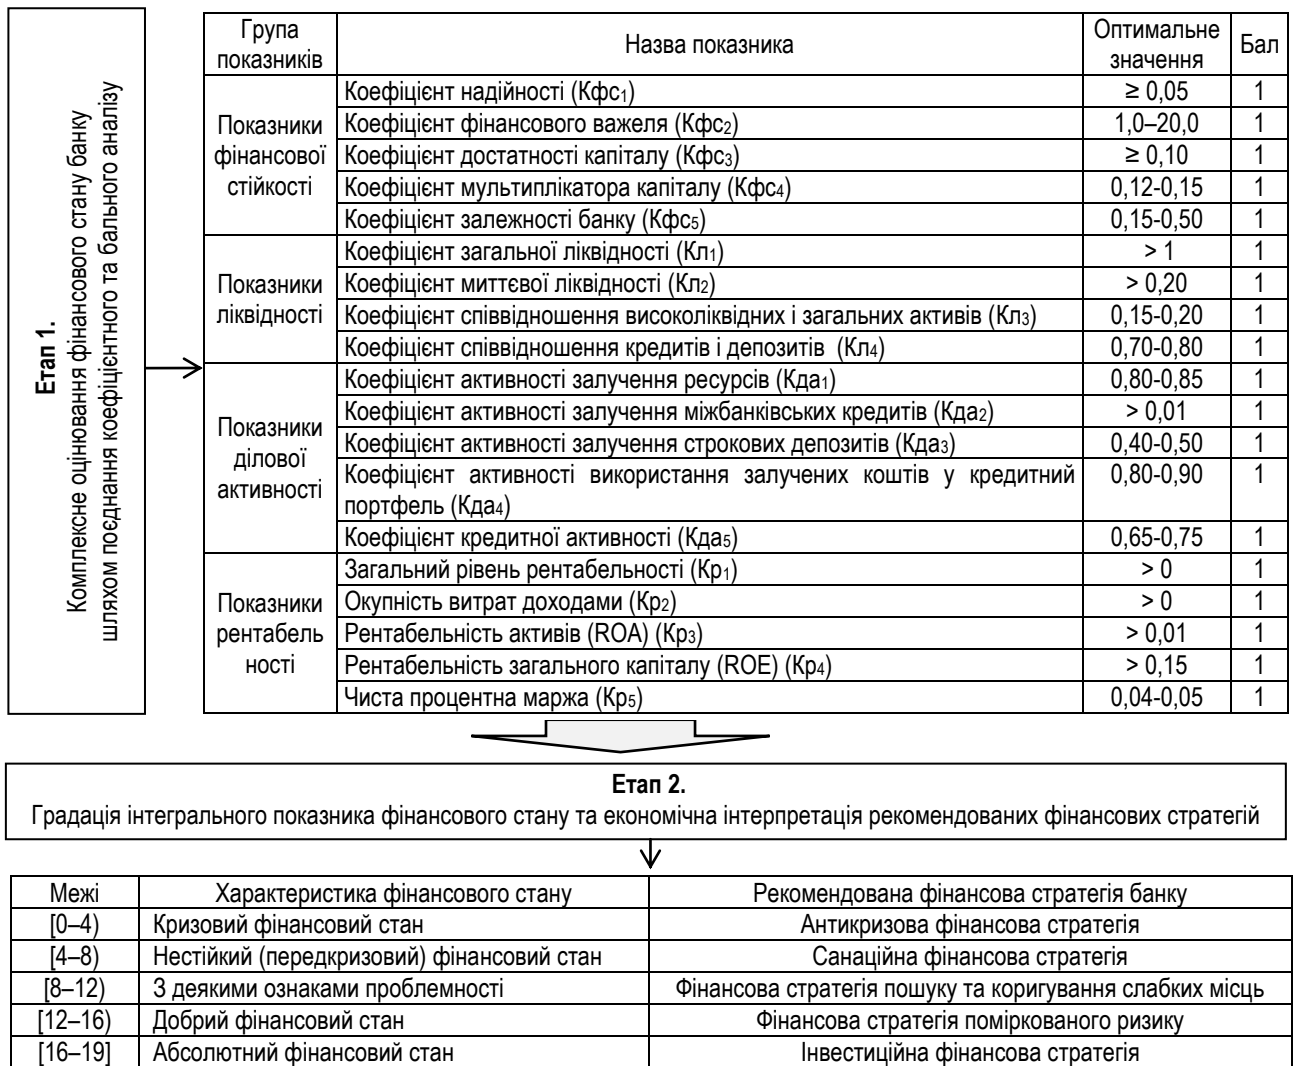 Етап 1.
Комплексне оцінювання фінансового стану банку
шляхом поєднання коефіцієнтного та бального аналізу
Група показників Назва показника Оптимальне значення Бал
Показники фінансової стійкості
Коефіцієнт надійності (Кфс₁) ≥ 0,05 1
Коефіцієнт фінансового важеля (Кфс₂) 1,0–20,0 1
Коефіцієнт достатності капіталу (Кфс₃) ≥ 0,10 1
Коефіцієнт мультиплікатора капіталу (Кфс₄) 0,12-0,15 1
Коефіцієнт залежності банку (Кфс₅) 0,15-0,50 1
Показники ліквідності
Коефіцієнт загальної ліквідності (Кл₁) > 1 1
Коефіцієнт миттєвої ліквідності (Кл₂) > 0,20 1
Коефіцієнт співвідношення високоліквідних і загальних активів (Кл₃) 0,15-0,20 1
Коефіцієнт співвідношення кредитів і депозитів (Кл₄) 0,70-0,80 1
Показники ділової активності
Коефіцієнт активності залучення ресурсів (Кда₁) 0,80-0,85 1
Коефіцієнт активності залучення міжбанківських кредитів (Кда₂) > 0,01 1
Коефіцієнт активності залучення строкових депозитів (Кда₃) 0,40-0,50 1
Коефіцієнт активності використання залучених коштів у кредитний 0,80-0,90 1
портфель (Кда₄)
Коефіцієнт кредитної активності (Кда₅) 0,65-0,75 1
Показники рентабель ності
Загальний рівень рентабельності (Кр₁) > 0 1
Окупність витрат доходами (Кр₂) > 0 1
Рентабельність активів (ROA) (Кр₃) > 0,01 1
Рентабельність загального капіталу (ROE) (Кр₄) > 0,15 1
Чиста процентна маржа (Кр₅) 0,04-0,05 1
Етап 2.
Градація інтегрального показника фінансового стану та економічна інтерпретація рекомендованих фінансових стратегій
Межі Характеристика фінансового стану Рекомендована фінансова стратегія банку
[0–4) Кризовий фінансовий стан Антикризова фінансова стратегія
[4–8) Нестійкий (передкризовий) фінансовий стан Санаційна фінансова стратегія
[8–12) З деякими ознаками проблемності Фінансова стратегія пошуку та коригування слабких місць
[12–16) Добрий фінансовий стан Фінансова стратегія поміркованого ризику
[16–19] Абсолютний фінансовий стан Інвестиційна фінансова стратегія